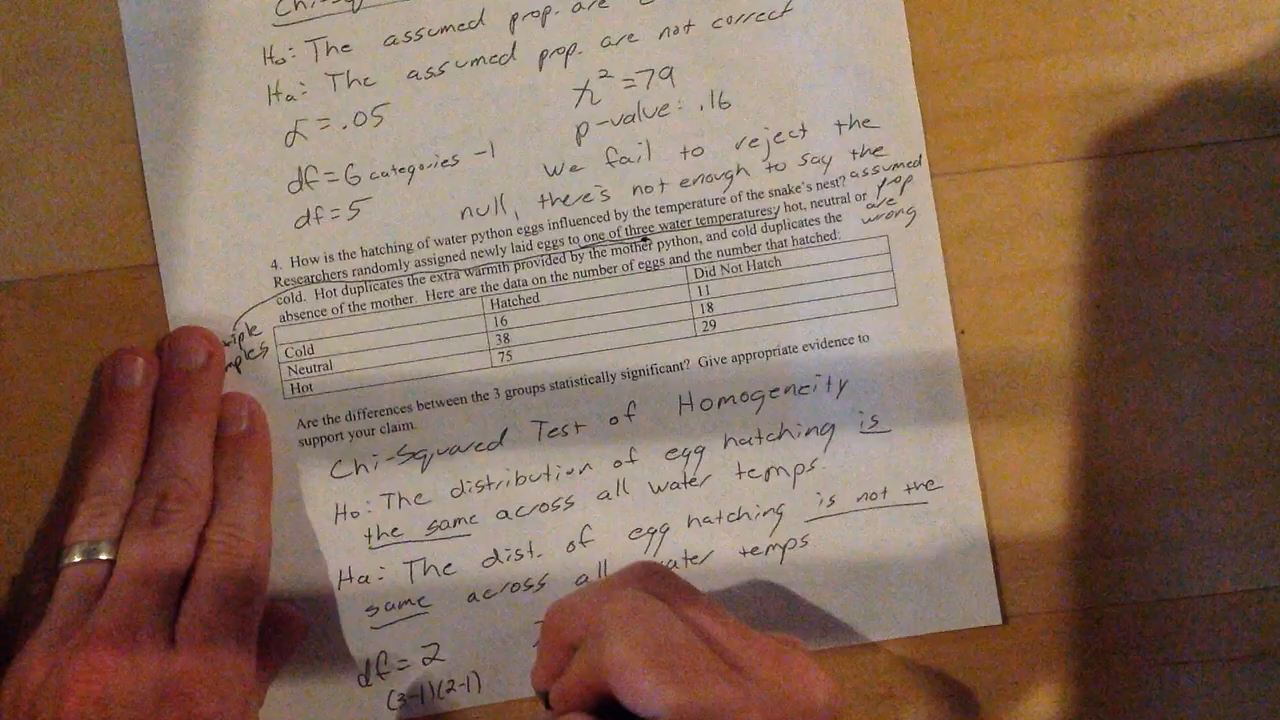 Chi-Sq
H₀: The assumed prop. are
Ha: The assumed prop. are not correct
α = .05
χ² = 79
p-value: .16
df = 6 categories -1
df = 5
We fail to reject the
null, there's not enough to say the
assumed
prop
are
wrong
4. How is the hatching of water python eggs influenced by the temperature of the snake's nest?
Researchers randomly assigned newly laid eggs to one of three water temperatures; hot, neutral or
cold. Hot duplicates the extra warmth provided by the mother python, and cold duplicates the
absence of the mother. Here are the data on the number of eggs and the number that hatched:
Hatched Did Not Hatch
Cold 16 11
Neutral 38 18
Hot 75 29
Are the differences between the 3 groups statistically significant? Give appropriate evidence to
support your claim.
Chi-Squared Test of Homogeneity
H₀: The distribution of egg hatching is
the same across all water temps.
Ha: The dist. of egg hatching is not the
same across all water temps
df = 2
(3-1)(2-1)